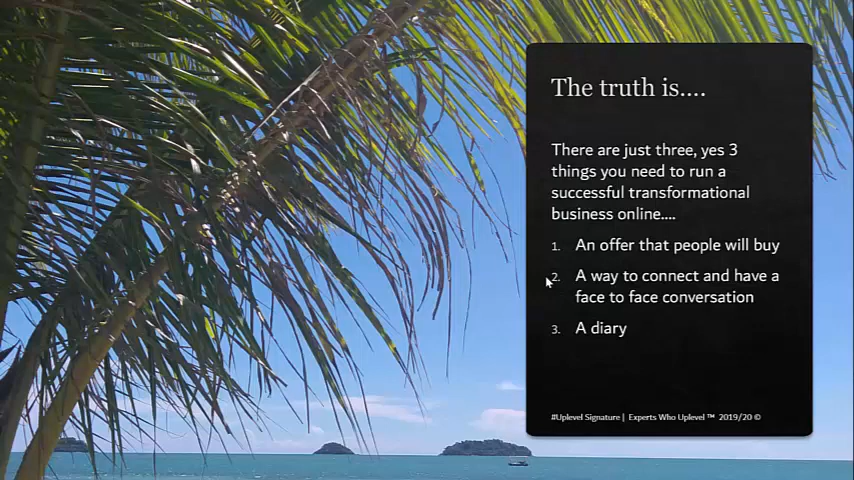 The truth is....
There are just three, yes 3
things you need to run a
successful transformational
business online....
1. An offer that people will buy
2. A way to connect and have a
face to face conversation
3. A diary
#Uplevel Signature | Experts Who Uplevel ™ 2019/20 ©